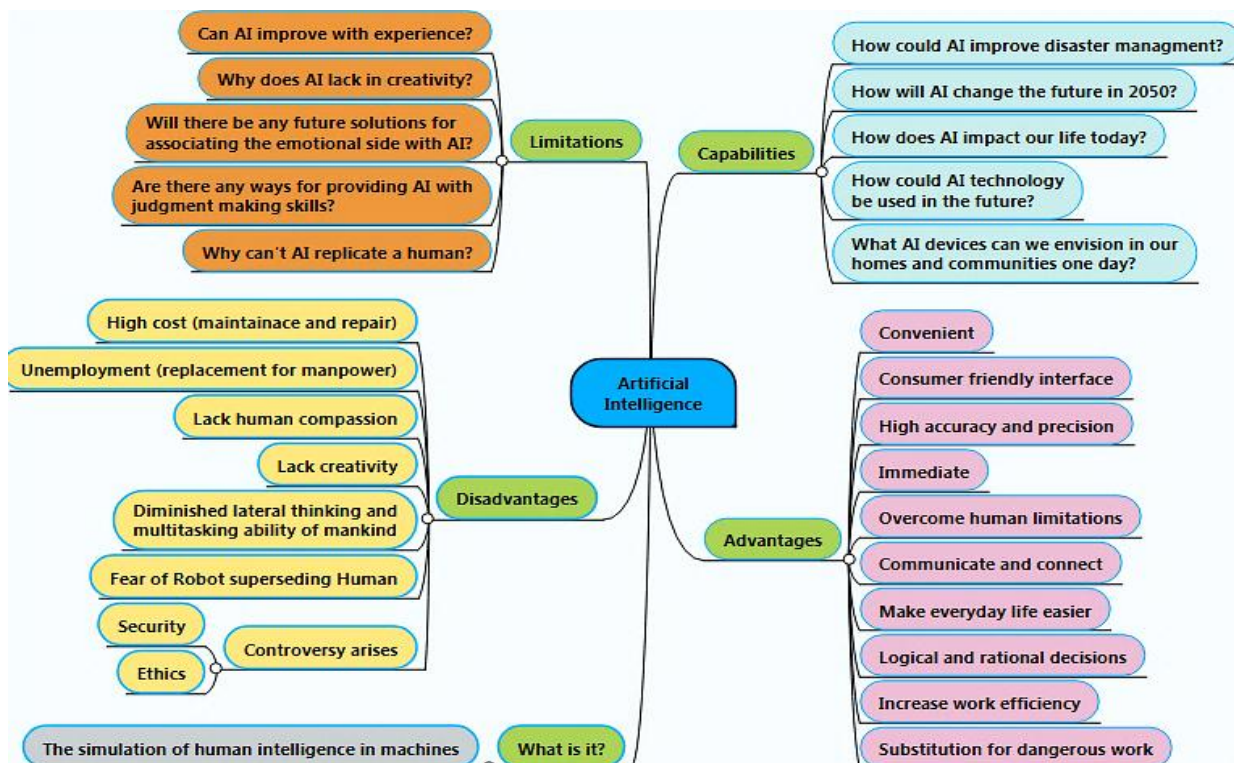 Can AI improve with experience?
Why does AI lack in creativity?
Will there be any future solutions for
associating the emotional side with AI?
Are there any ways for providing AI with
judgment making skills?
Why can't AI replicate a human?
Limitations
Capabilities
How could AI improve disaster managment?
How will AI change the future in 2050?
How does AI impact our life today?
How could AI technology
be used in the future?
What AI devices can we envision in our
homes and communities one day?
Artificial
Intelligence
High cost (maintainace and repair)
Unemployment (replacement for manpower)
Lack human compassion
Lack creativity
Diminished lateral thinking and
multitasking ability of mankind
Fear of Robot superseding Human
Security
Ethics
Controversy arises
Disadvantages
Advantages
Convenient
Consumer friendly interface
High accuracy and precision
Immediate
Overcome human limitations
Communicate and connect
Make everyday life easier
Logical and rational decisions
Increase work efficiency
Substitution for dangerous work
The simulation of human intelligence in machines
What is it?